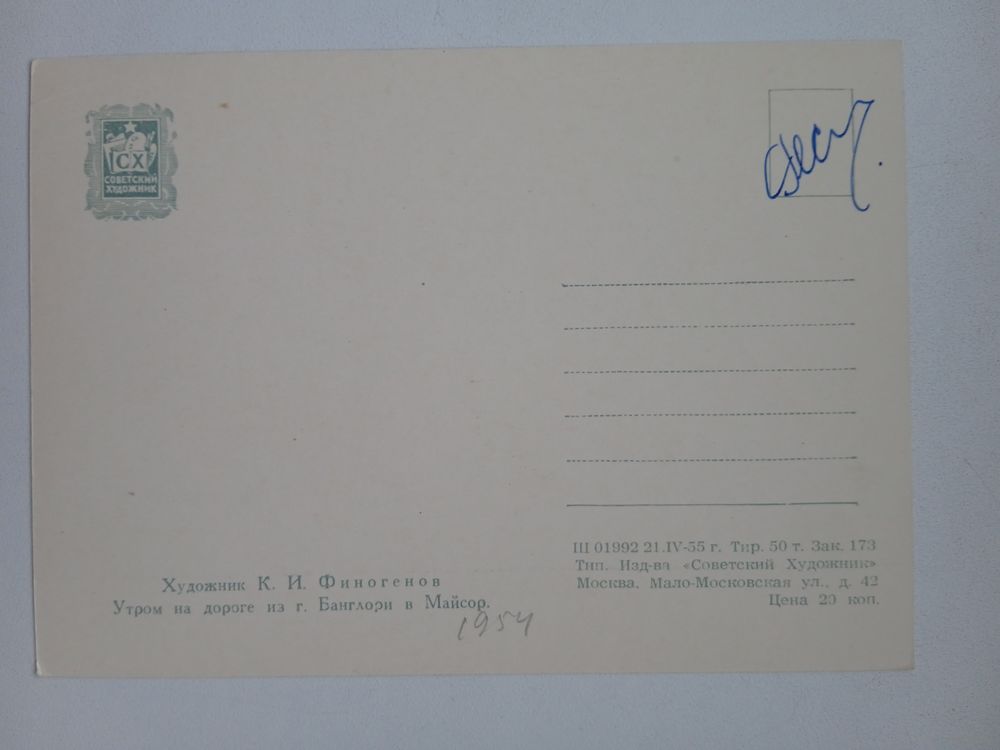 СХ
СОВЕТСКИЙ
ХУДОЖНИК
Ш 01992 21.IV-55 г. Тир. 50 т. Зак. 173
Тип. Изд-ва «Советский Художник»
Москва, Мало-Московская ул., д. 42
Цена 20 коп.
Художник К. И. Финогенов
Утром на дороге из г. Банглори в Майсор.
1954